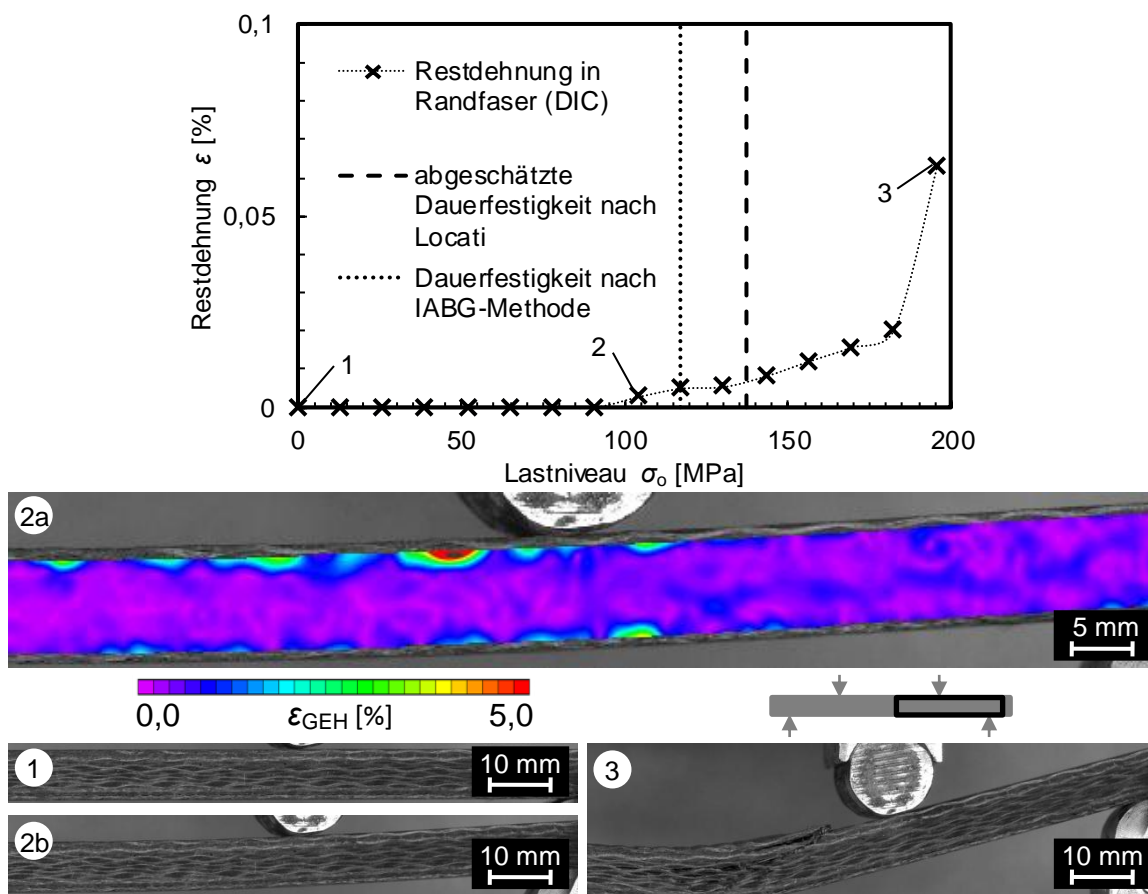 0,1
Restdehnung in
Randfaser (DIC)
abgeschätzte
Dauerfestigkeit nach
Locati
Dauerfestigkeit nach
IABG-Methode
Restdehnung ε [%]
0,05
0
1
2
3
0 50 100 150 200
Lastniveau σo [MPa]
2a
5 mm
0,0 εGEH [%] 5,0
1
10 mm
2b
10 mm
3
10 mm